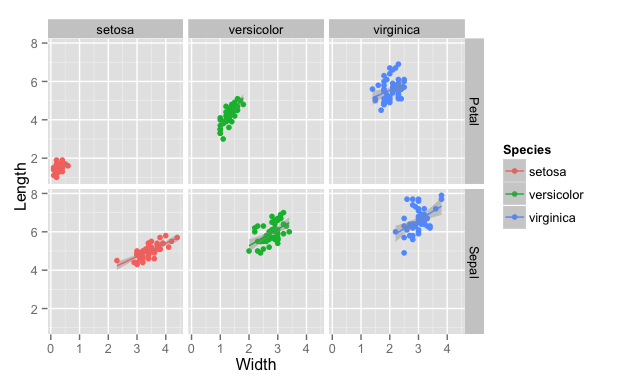 setosa versicolor virginica
8
6
4
2
Petal
8
6
4
2
Sepal
Length
0 1 2 3 4 0 1 2 3 4 0 1 2 3 4
Width
Species
setosa
versicolor
virginica